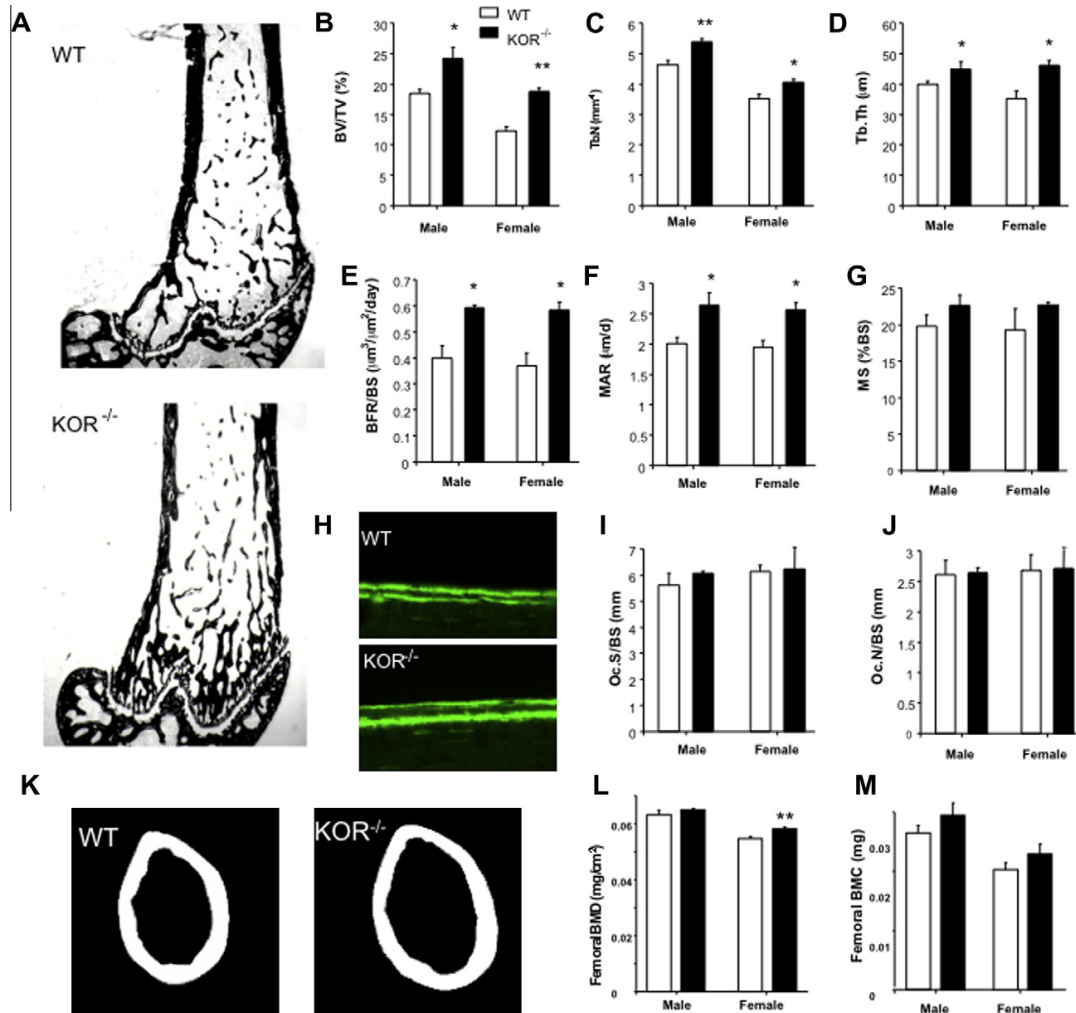 A
WT
KOR-/-
B
WT
KOR-/-
BV/TV (%)
30
25
20
15
10
5
0
*
**
Male
Female
C
TbN (mm-1)
6
5
4
3
2
1
0
**
*
Male
Female
D
Tb.Th (um)
60
50
40
30
20
10
0
*
*
Male
Female
E
BFR/BS (μm3/μm2/day)
0.7
0.6
0.5
0.4
0.3
0.2
0.1
0
*
*
Male
Female
F
MAR (μm/d)
3
2.5
2
1.5
1
0.5
0
*
*
Male
Female
G
MS (%BS)
25
20
15
10
5
0
Male
Female
H
WT
KOR-/-
I
Oc.S/BS (mm)
7
6
5
4
3
2
1
0
Male
Female
J
Oc.N/BS (mm
3
2.5
2
1.5
1
0.5
0
Male
Female
K
WT
KOR-/-
L
Femoral BMD (mg/cm2)
0.06
0.04
0.02
0
**
Male
Female
M
Femoral BMC (mg)
0.03
0.02
0.01
0
Male
Female